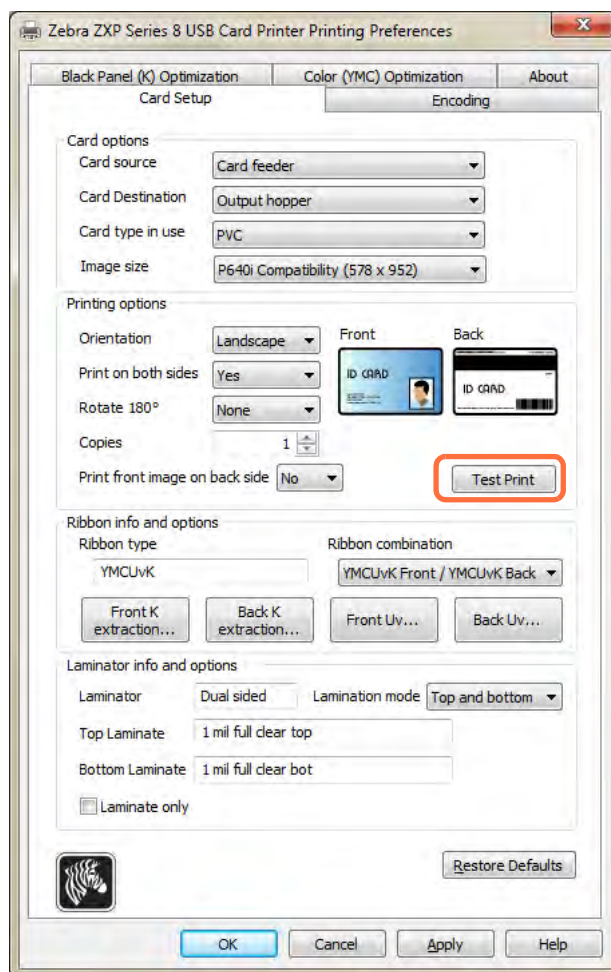 Zebra ZXP Series 8 USB Card Printer Printing Preferences
Black Panel (K) Optimization Color (YMC) Optimization About
Card Setup Encoding
Card options
Card source Card feeder
Card Destination Output hopper
Card type in use PVC
Image size P640i Compatibility (578 x 952)
Printing options
Orientation Landscape Front Back
Print on both sides Yes
ID CARD ID CARD
Rotate 180° None
Copies 1
Print front image on back side No Test Print
Ribbon info and options
Ribbon type Ribbon combination
YMCUvK YMCUvK Front / YMCUvK Back
Front K extraction... Back K extraction... Front Uv... Back Uv...
Laminator info and options
Laminator Dual sided Lamination mode Top and bottom
Top Laminate 1 mil full clear top
Bottom Laminate 1 mil full clear bot
Laminate only
Restore Defaults
OK Cancel Apply Help